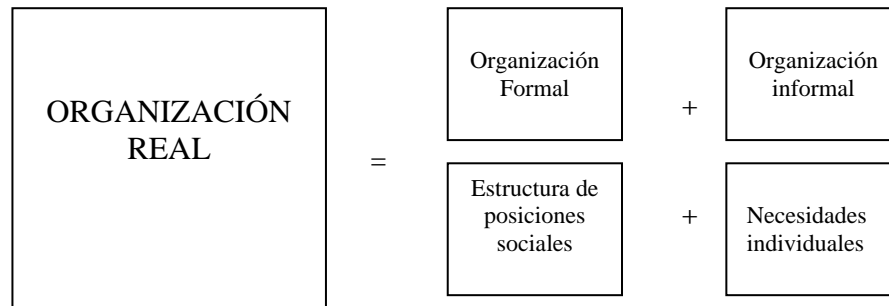 ORGANIZACIÓN
REAL
=
Organización
Formal
+
Organización
informal
Estructura de
posiciones
sociales
+
Necesidades
individuales